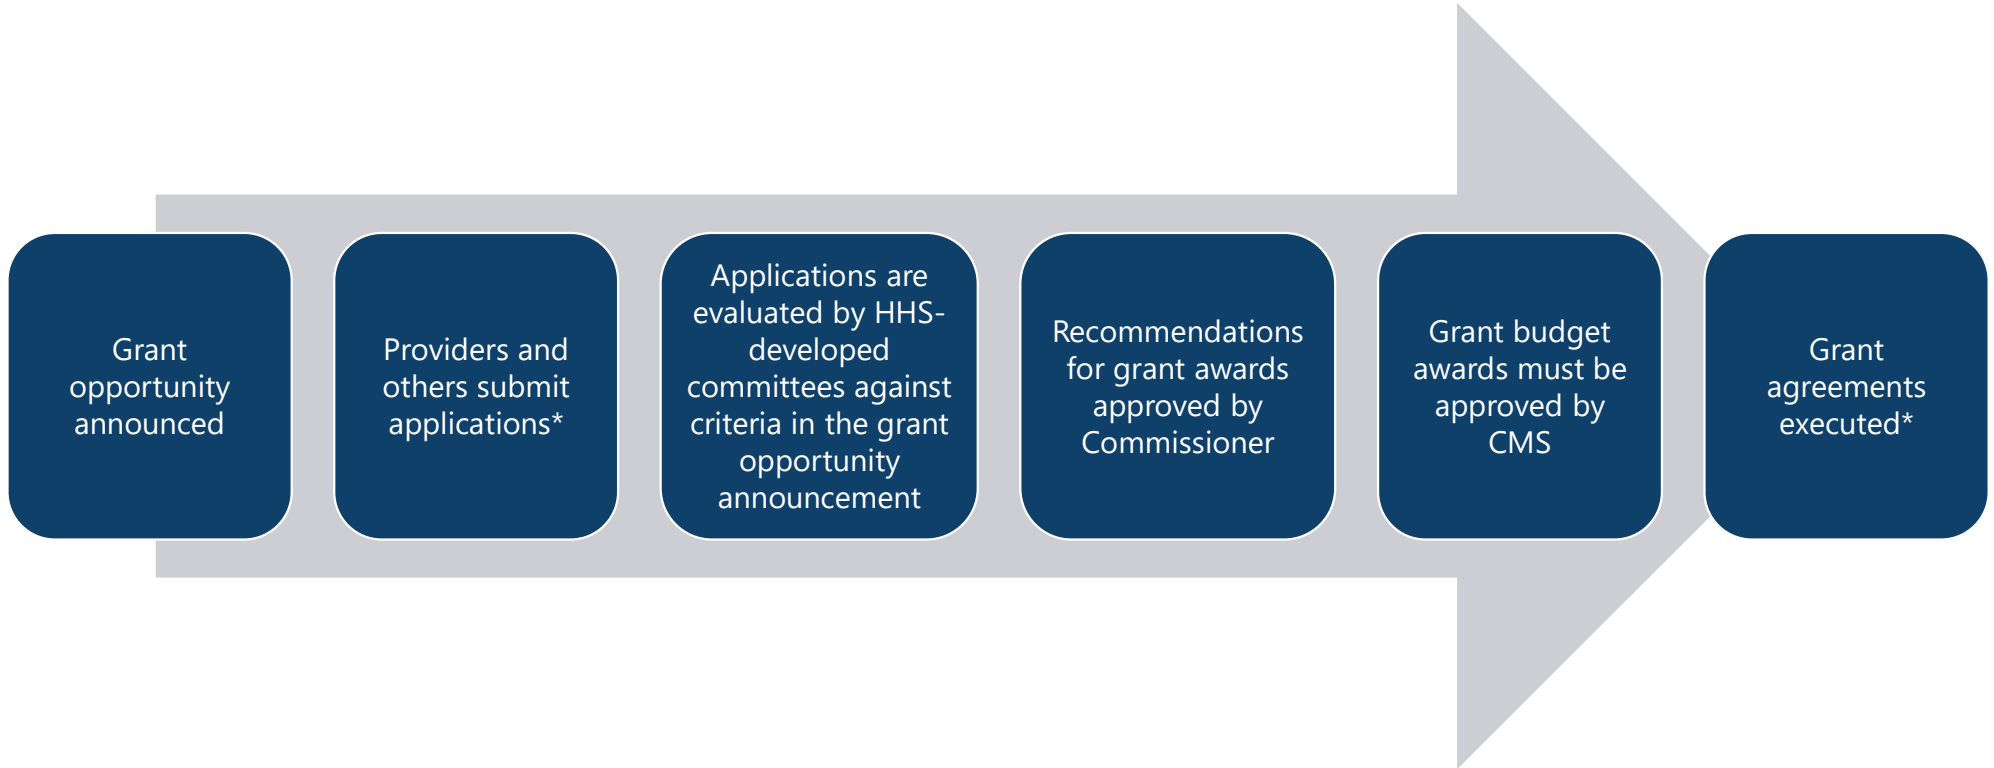 Grant
opportunity
announced
Providers and
others submit
applications*
Applications are
evaluated by HHS-
developed
committees against
criteria in the grant
opportunity
announcement
Recommendations
for grant awards
approved by
Commissioner
Grant budget
awards must be
approved by
CMS
Grant
agreements
executed*